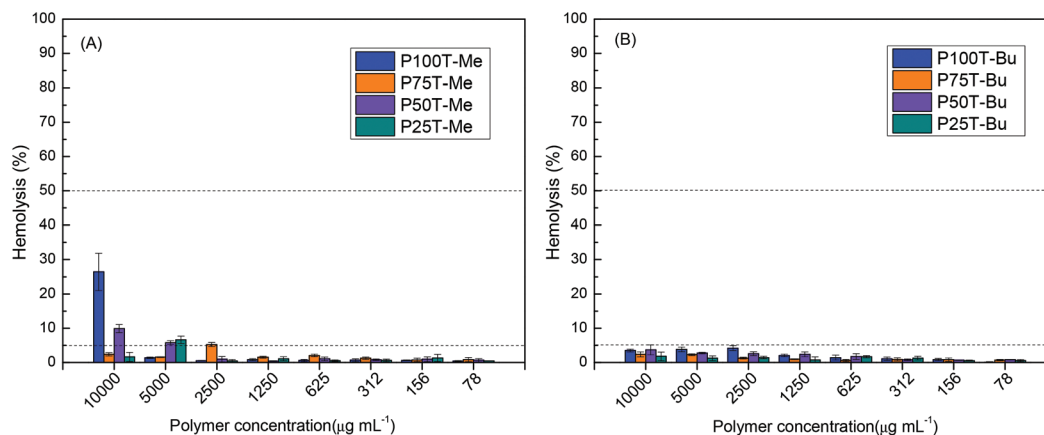 (A)
P100T-Me
P75T-Me
P50T-Me
P25T-Me
Hemolysis (%)
100
90
80
70
60
50
40
30
20
10
0
10000
5000
2500
1250
625
312
156
78
Polymer concentration(µg mL⁻¹)
(B)
P100T-Bu
P75T-Bu
P50T-Bu
P25T-Bu
Hemolysis (%)
100
90
80
70
60
50
40
30
20
10
0
10000
5000
2500
1250
625
312
156
78
Polymer concentration(µg mL⁻¹)